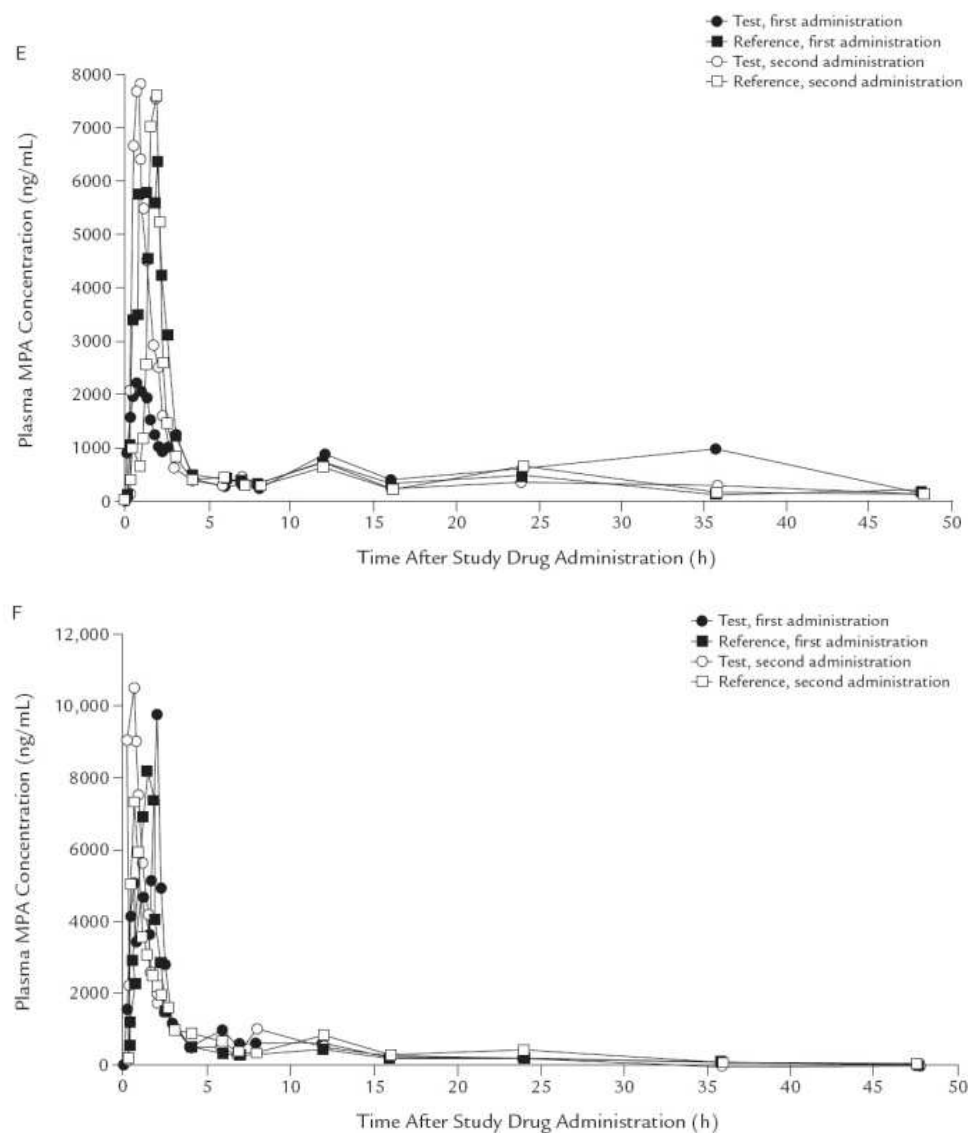 E
Test, first administration
Reference, first administration
Test, second administration
Reference, second administration
Plasma MPA Concentration (ng/mL)
8000
7000
6000
5000
4000
3000
2000
1000
0
0 5 10 15 20 25 30 35 40 45 50
Time After Study Drug Administration (h)
F
Test, first administration
Reference, first administration
Test, second administration
Reference, second administration
Plasma MPA Concentration (ng/mL)
12,000
10,000
8000
6000
4000
2000
0
0 5 10 15 20 25 30 35 40 45 50
Time After Study Drug Administration (h)